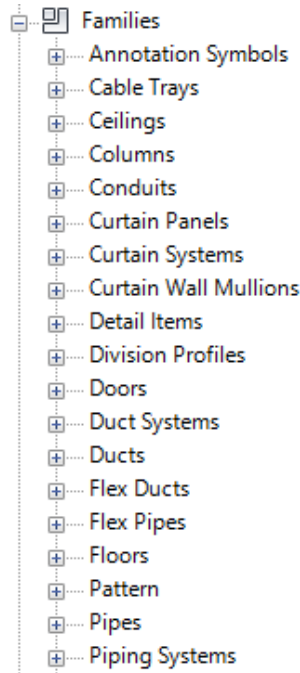 Families
Annotation Symbols
Cable Trays
Ceilings
Columns
Conduits
Curtain Panels
Curtain Systems
Curtain Wall Mullions
Detail Items
Division Profiles
Doors
Duct Systems
Ducts
Flex Ducts
Flex Pipes
Floors
Pattern
Pipes
Piping Systems